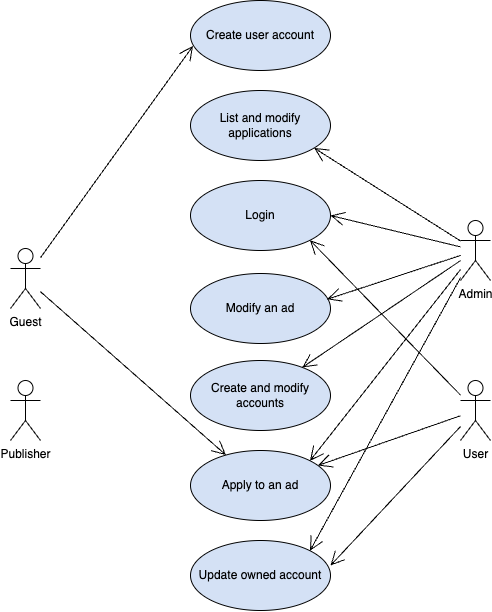 Create user account
List and modify
applications
Login
Guest
Admin
Modify an ad
Create and modify
accounts
Publisher
User
Apply to an ad
Update owned account